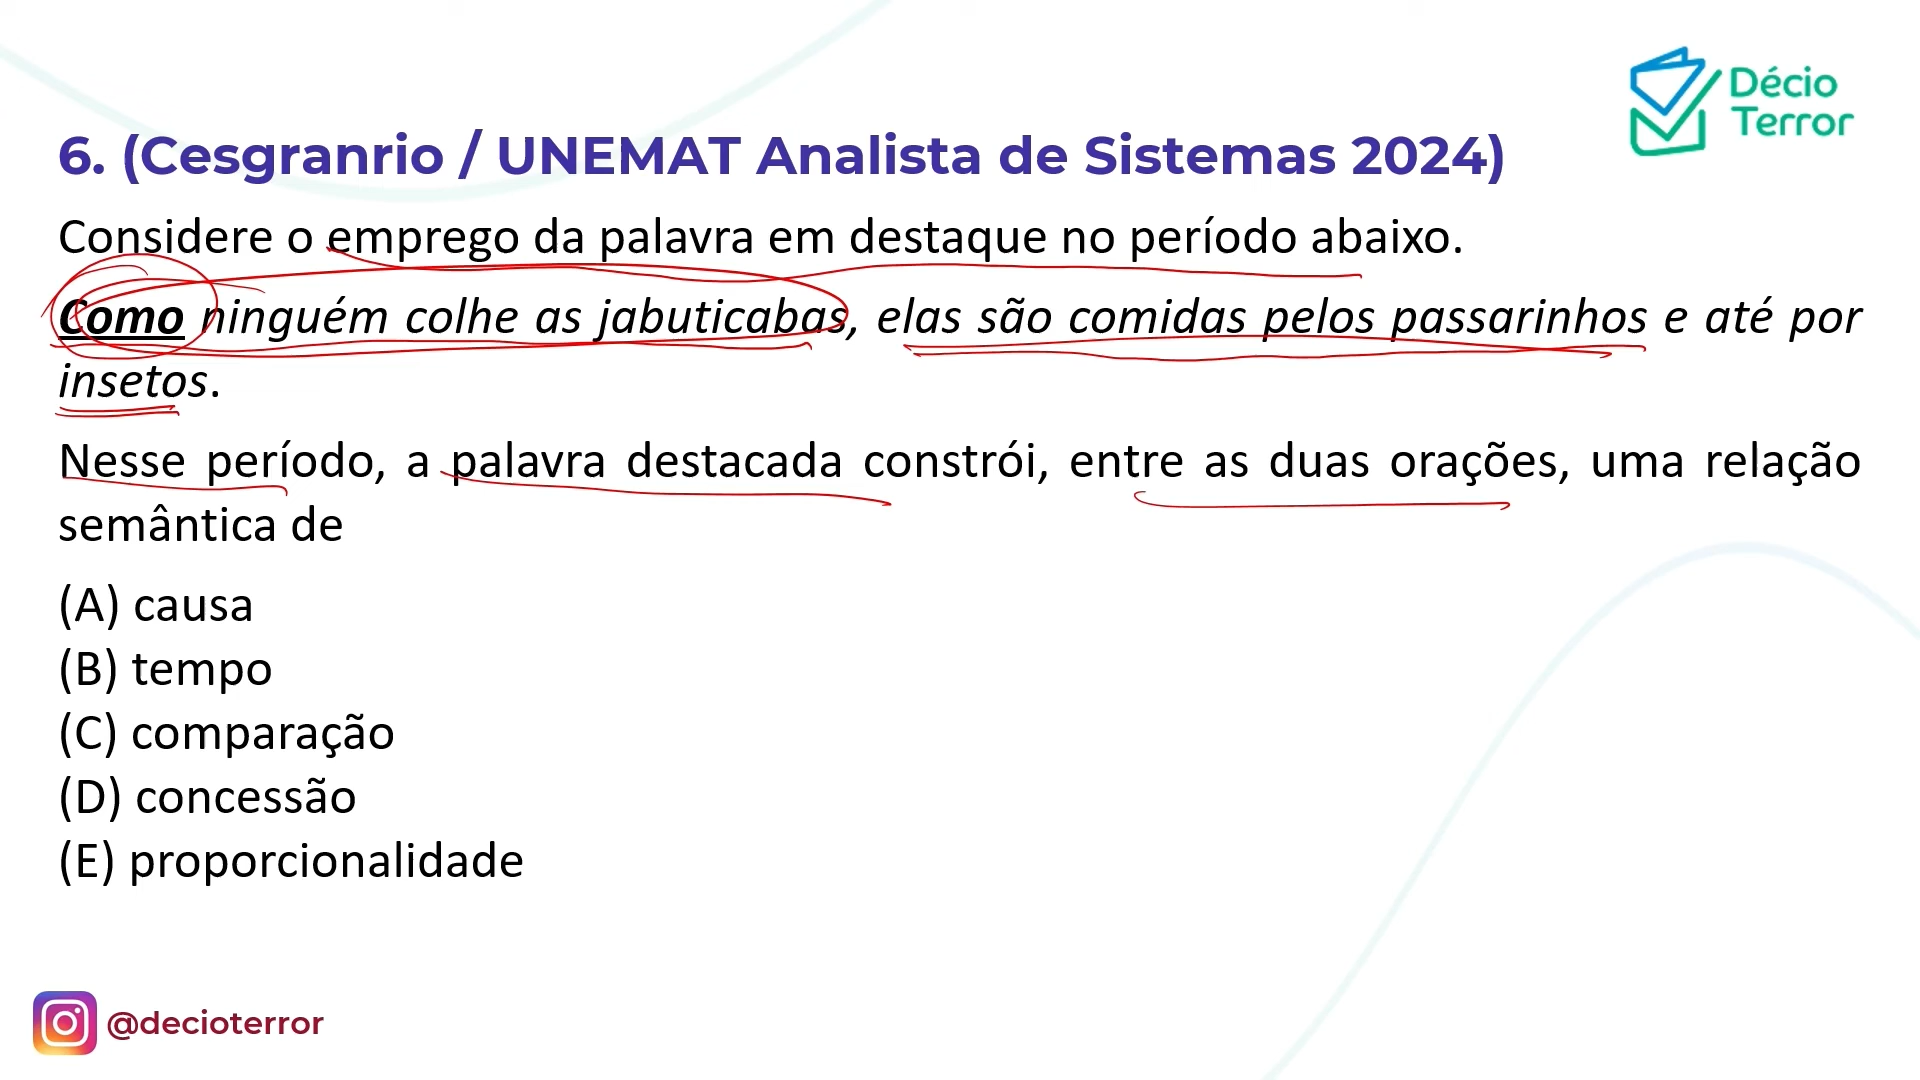 Décio
Terror
6. (Cesgranrio / UNEMAT Analista de Sistemas 2024)
Considere o emprego da palavra em destaque no período abaixo.
Como ninguém colhe as jabuticabas, elas são comidas pelos passarinhos e até por
insetos.
Nesse período, a palavra destacada constrói, entre as duas orações, uma relação
semântica de
(A) causa
(B) tempo
(C) comparação
(D) concessão
(E) proporcionalidade
@decioterror